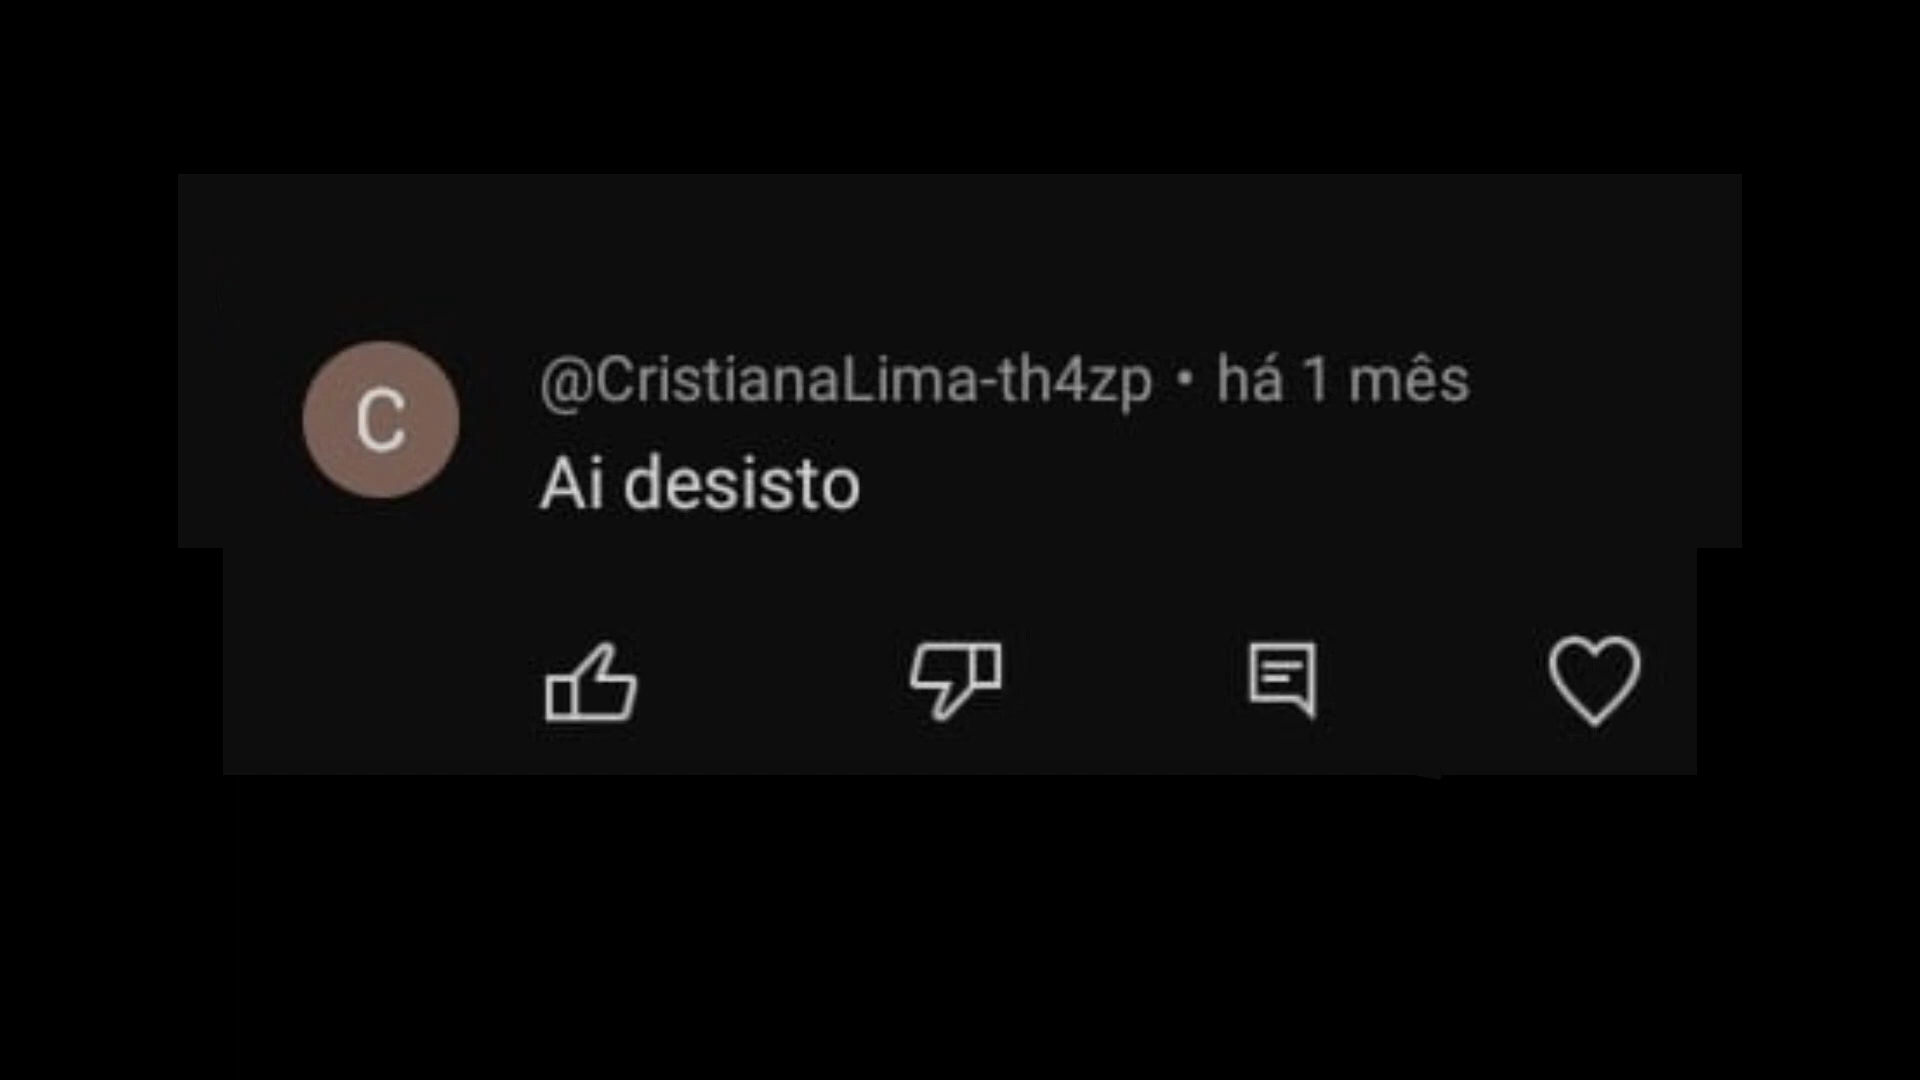 C
@CristianaLima-th4zp • há 1 mês
Ai desisto